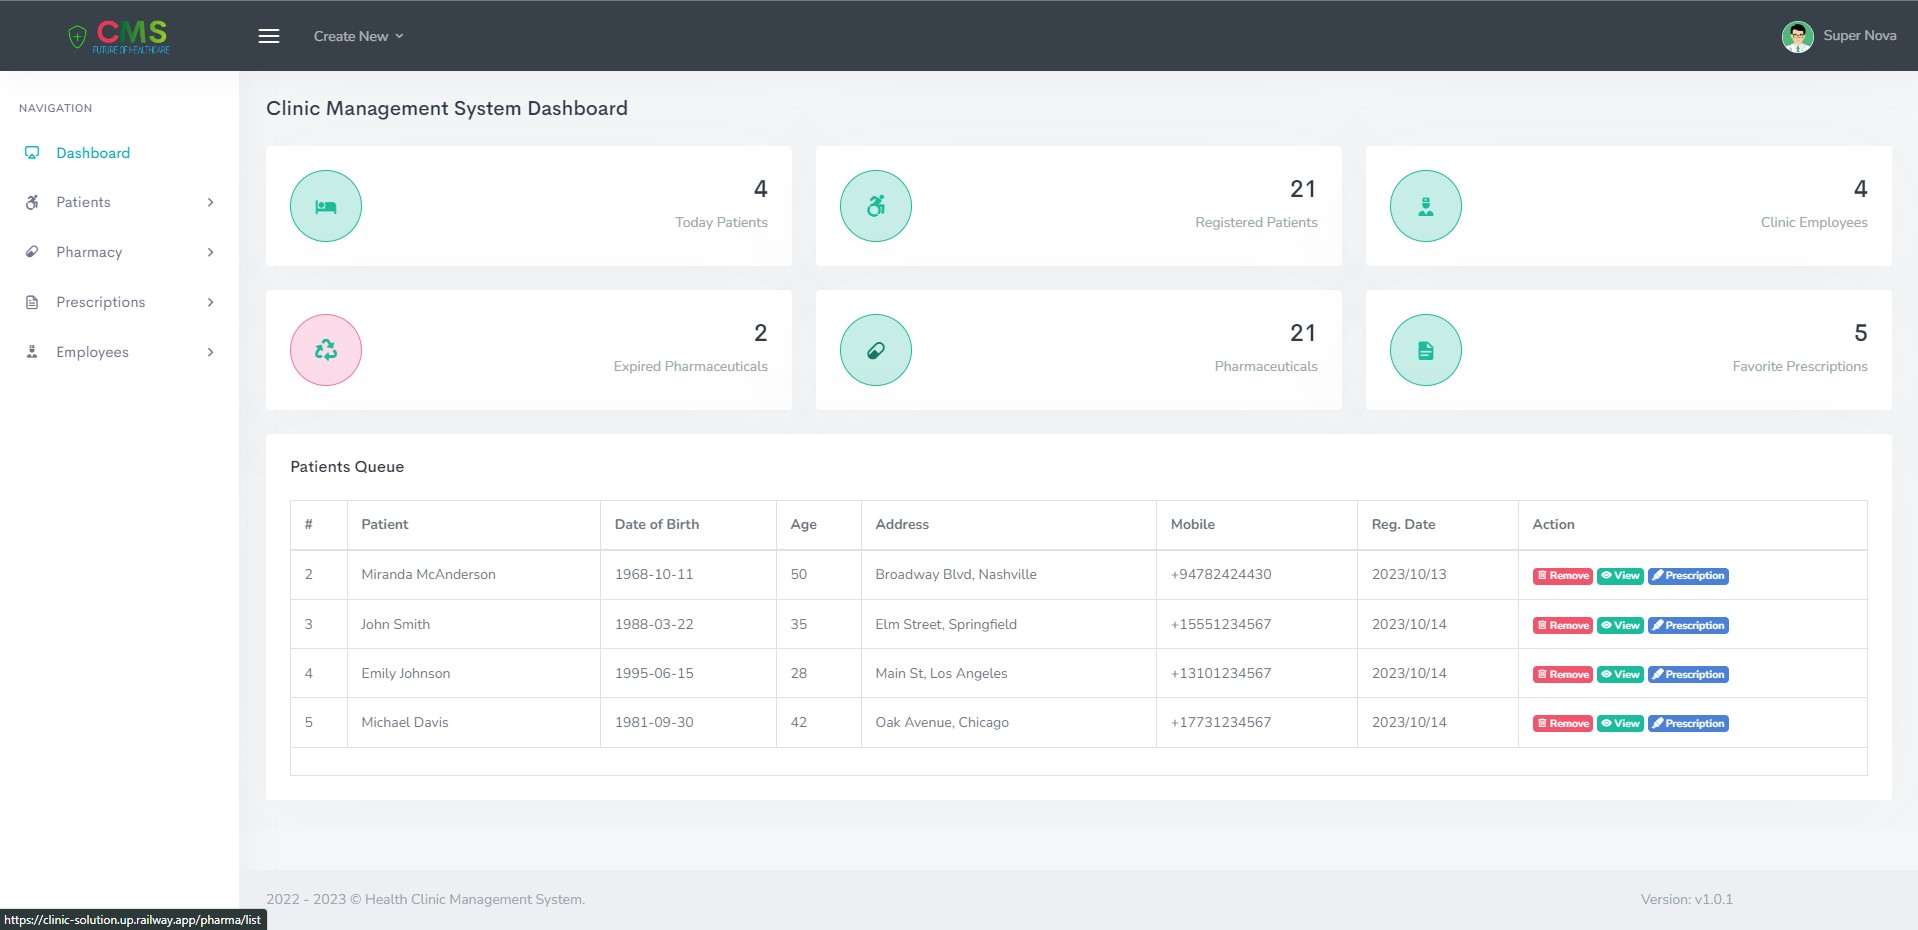 CMS
FUTURE OF HEALTHCARE
Create New
Super Nova
NAVIGATION
Dashboard
Patients
Pharmacy
Prescriptions
Employees
Clinic Management System Dashboard
4
Today Patients
21
Registered Patients
4
Clinic Employees
2
Expired Pharmaceuticals
21
Pharmaceuticals
5
Favorite Prescriptions
Patients Queue
# Patient Date of Birth Age Address Mobile Reg. Date Action
2 Miranda McAnderson 1968-10-11 50 Broadway Blvd, Nashville +94782424430 2023/10/13 Remove View Prescription
3 John Smith 1988-03-22 35 Elm Street, Springfield +15551234567 2023/10/14 Remove View Prescription
4 Emily Johnson 1995-06-15 28 Main St, Los Angeles +13101234567 2023/10/14 Remove View Prescription
5 Michael Davis 1981-09-30 42 Oak Avenue, Chicago +17731234567 2023/10/14 Remove View Prescription
2022 - 2023 © Health Clinic Management System. Version: v1.0.1
https://clinic-solution.up.railway.app/pharma/list